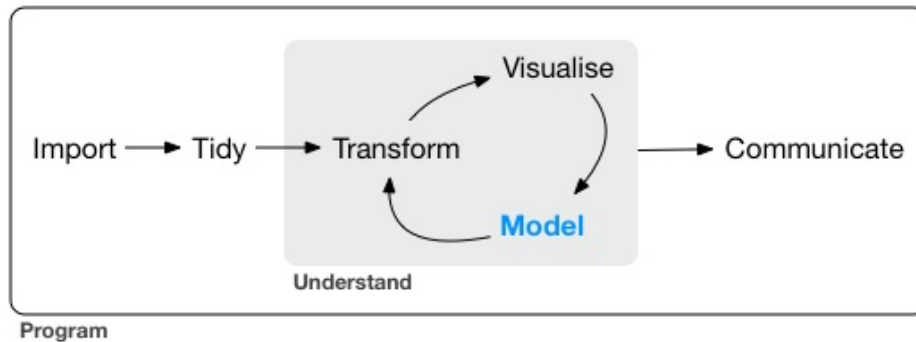 Import
Tidy
Transform
Visualise
Model
Communicate
Understand
Program